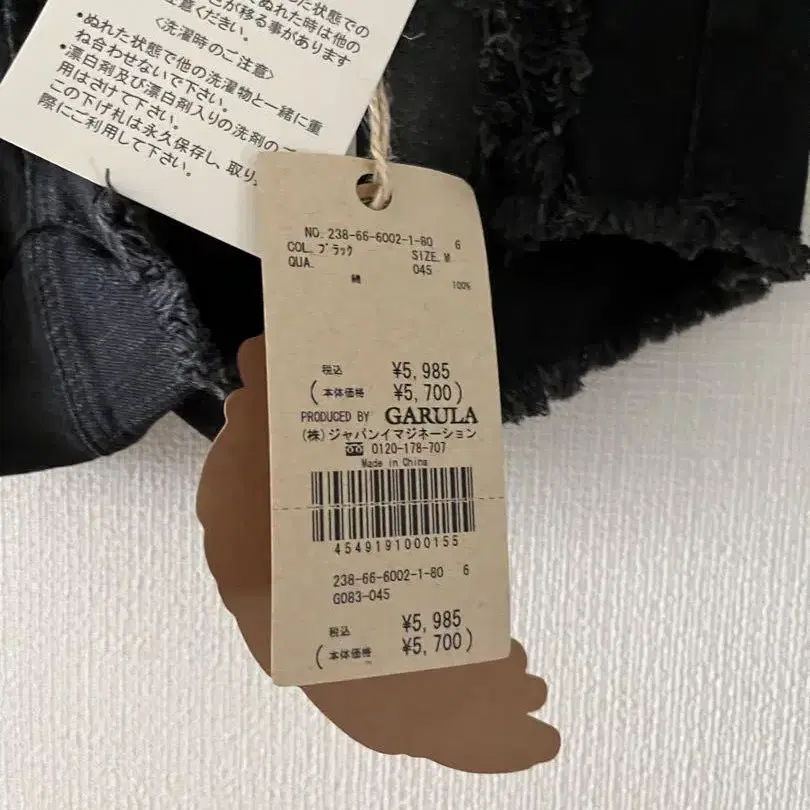 ぬれた状態での
ぬれた時は他の
色が移る事があります
注意ください。
〈洗濯時のご注意〉
•ぬれた状態で他の洗濯物と一緒に重
ね合わせないで下さい。
•漂白剤及び漂白剤入りの洗剤のご
用はさけて下さい。
この下げ札は永久保存し、取り
際にご利用して下さい。
NO. 238-66-6002-1-80 6
COL. ブラック SIZE. M
QUA. 045
綿 100%
税込 ¥5,985
(本体価格 ¥5,700)
PRODUCED BY GARULA
(株)ジャパンイマジネーション
0120-178-707
Made in China
4549191000155
238-66-6002-1-80 6
G083-045
税込 ¥5,985
(本体価格 ¥5,700)